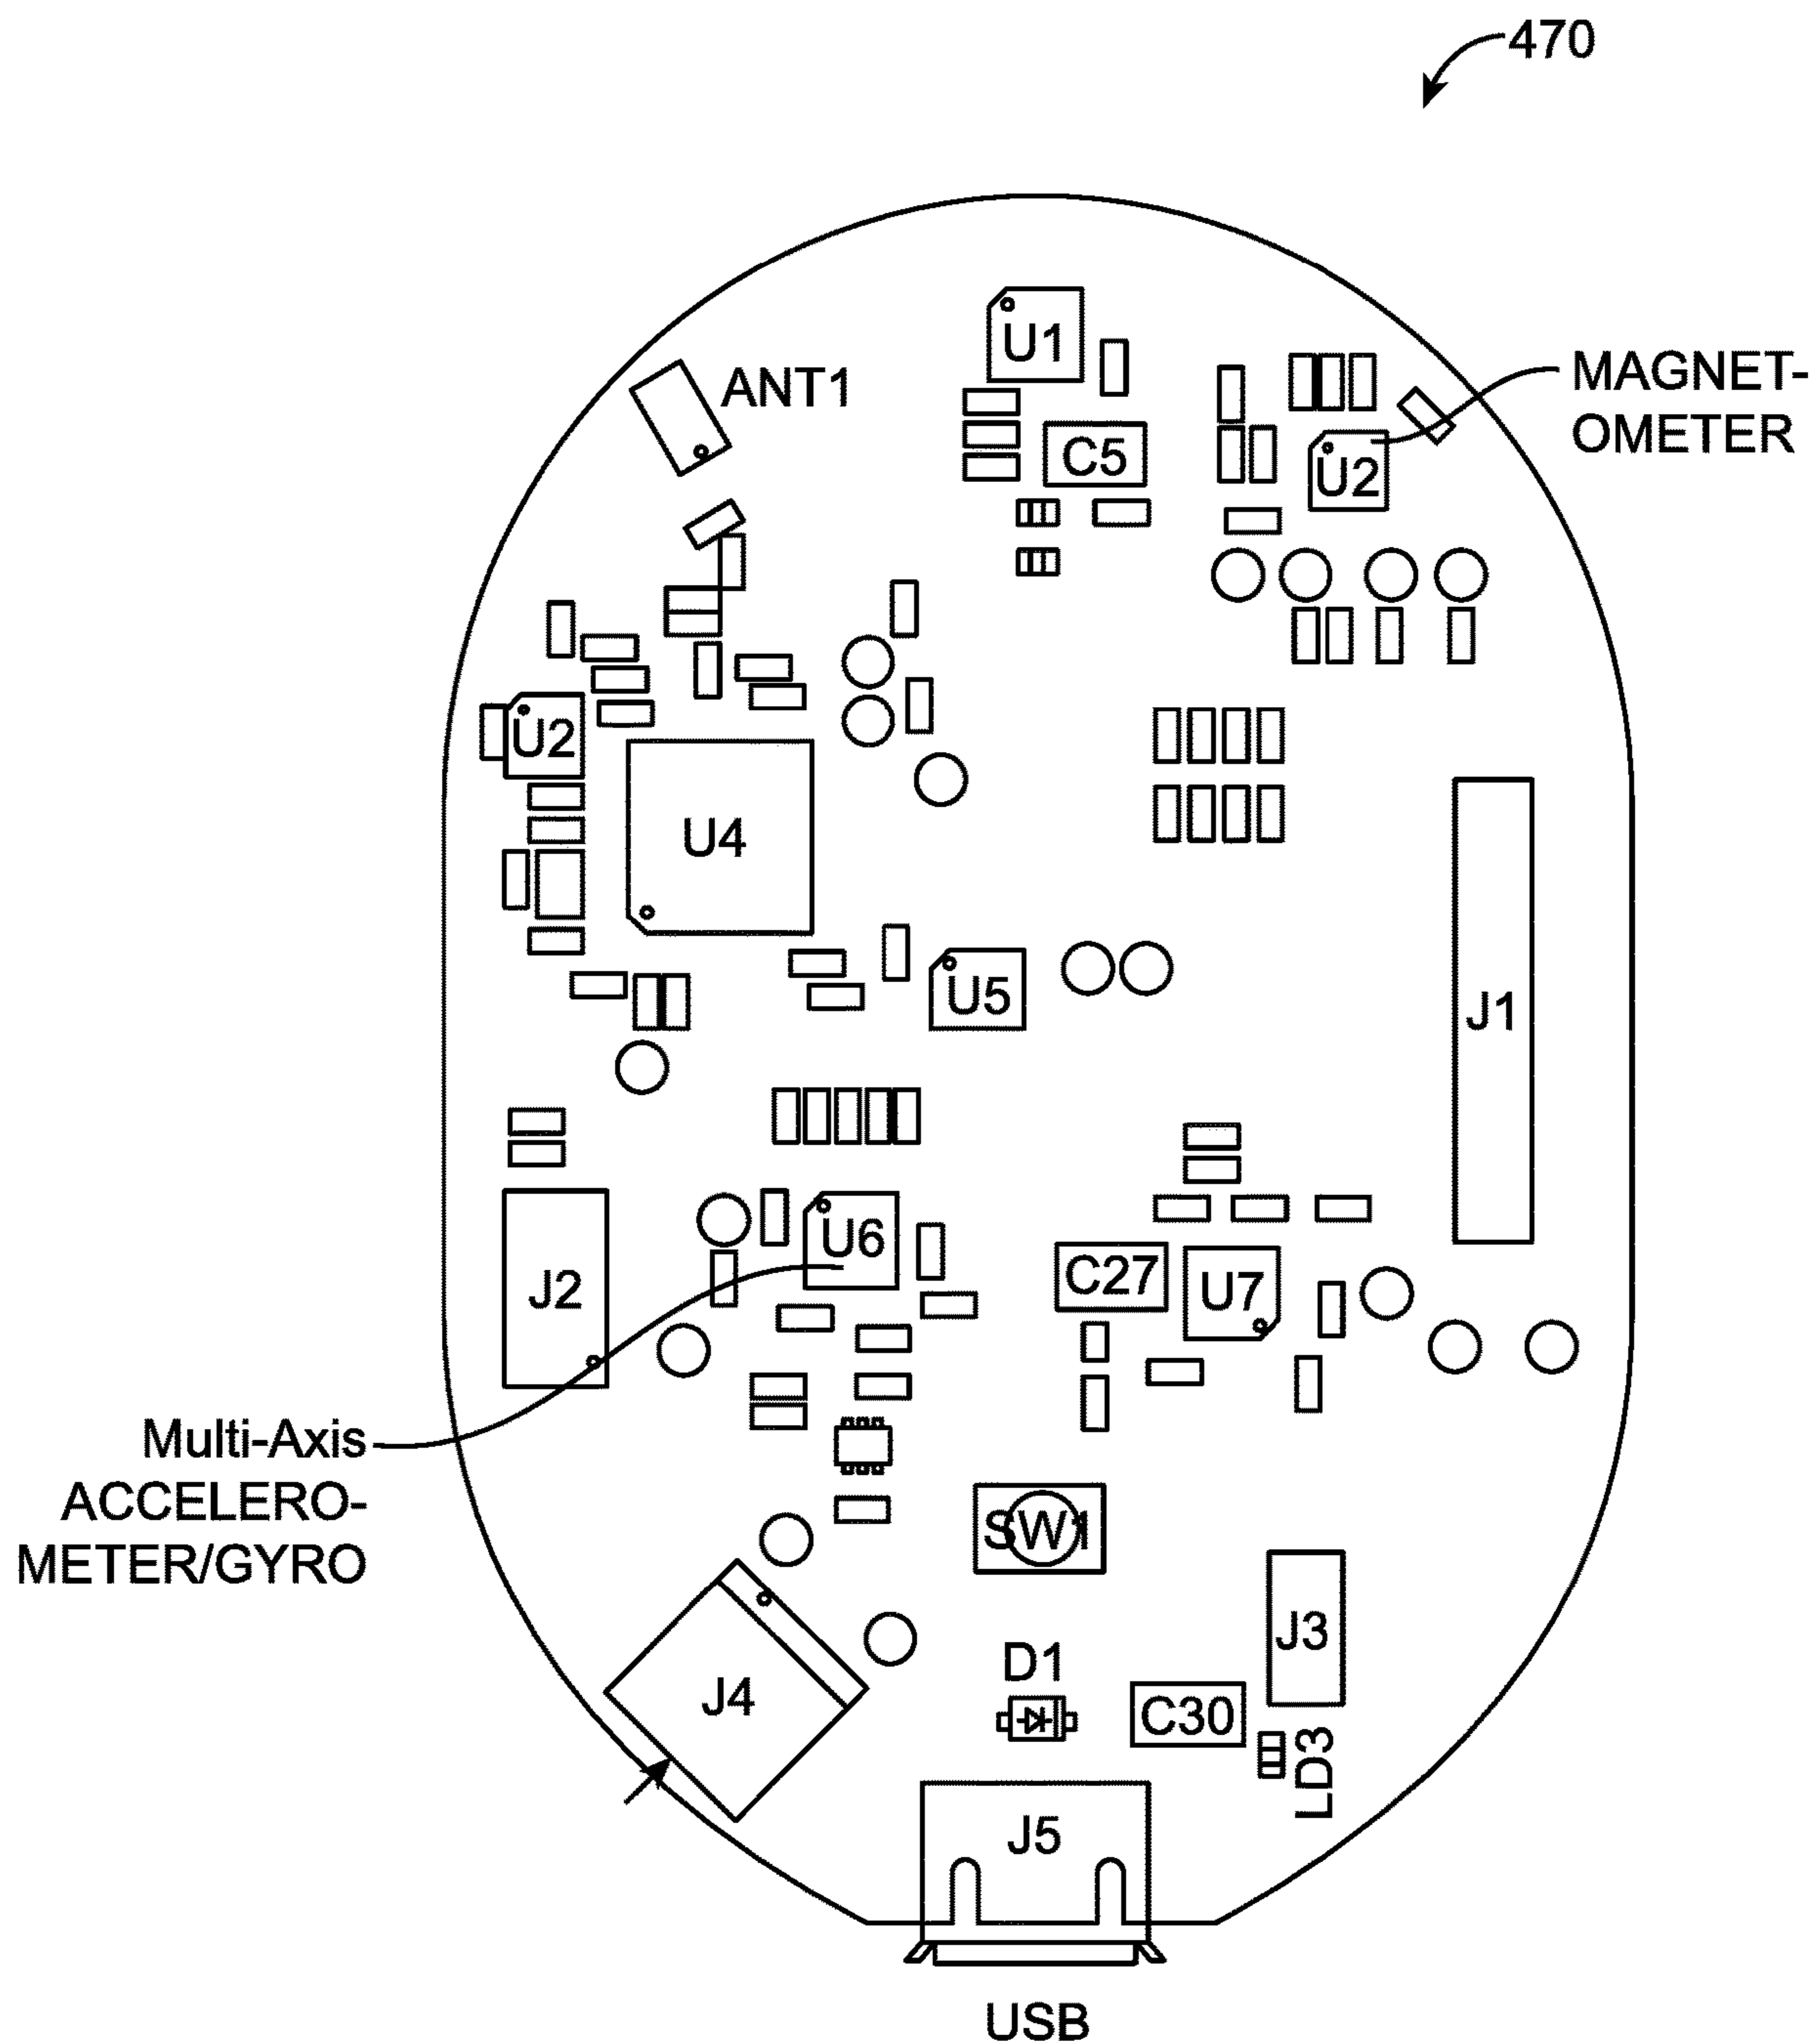 470
U1
ANT1
MAGNET-
OMETER
C5
U2
U2
U4
U5
J1
U6
J2
C27
U7
Multi-Axis
ACCELERO-
METER/GYRO
SW1
J3
D1
J4
C30
LD3
J5
USB